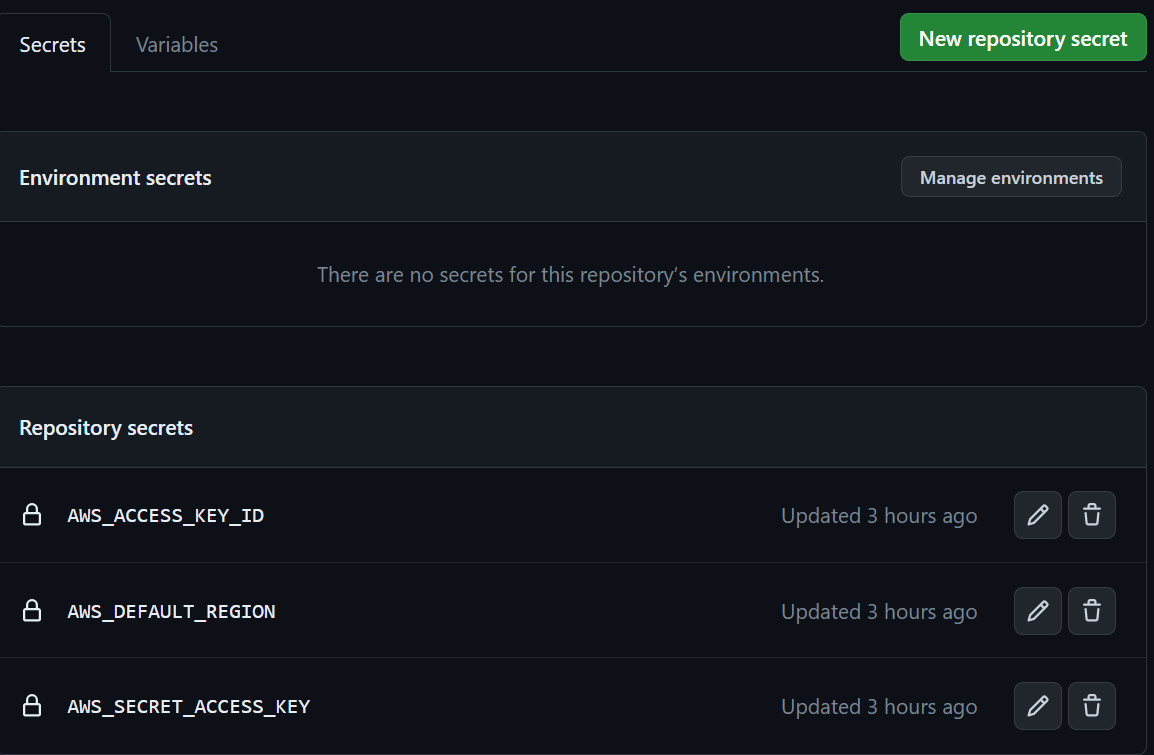 Secrets
Variables
New repository secret
Environment secrets
Manage environments
There are no secrets for this repository's environments.
Repository secrets
AWS_ACCESS_KEY_ID
Updated 3 hours ago
AWS_DEFAULT_REGION
Updated 3 hours ago
AWS_SECRET_ACCESS_KEY
Updated 3 hours ago